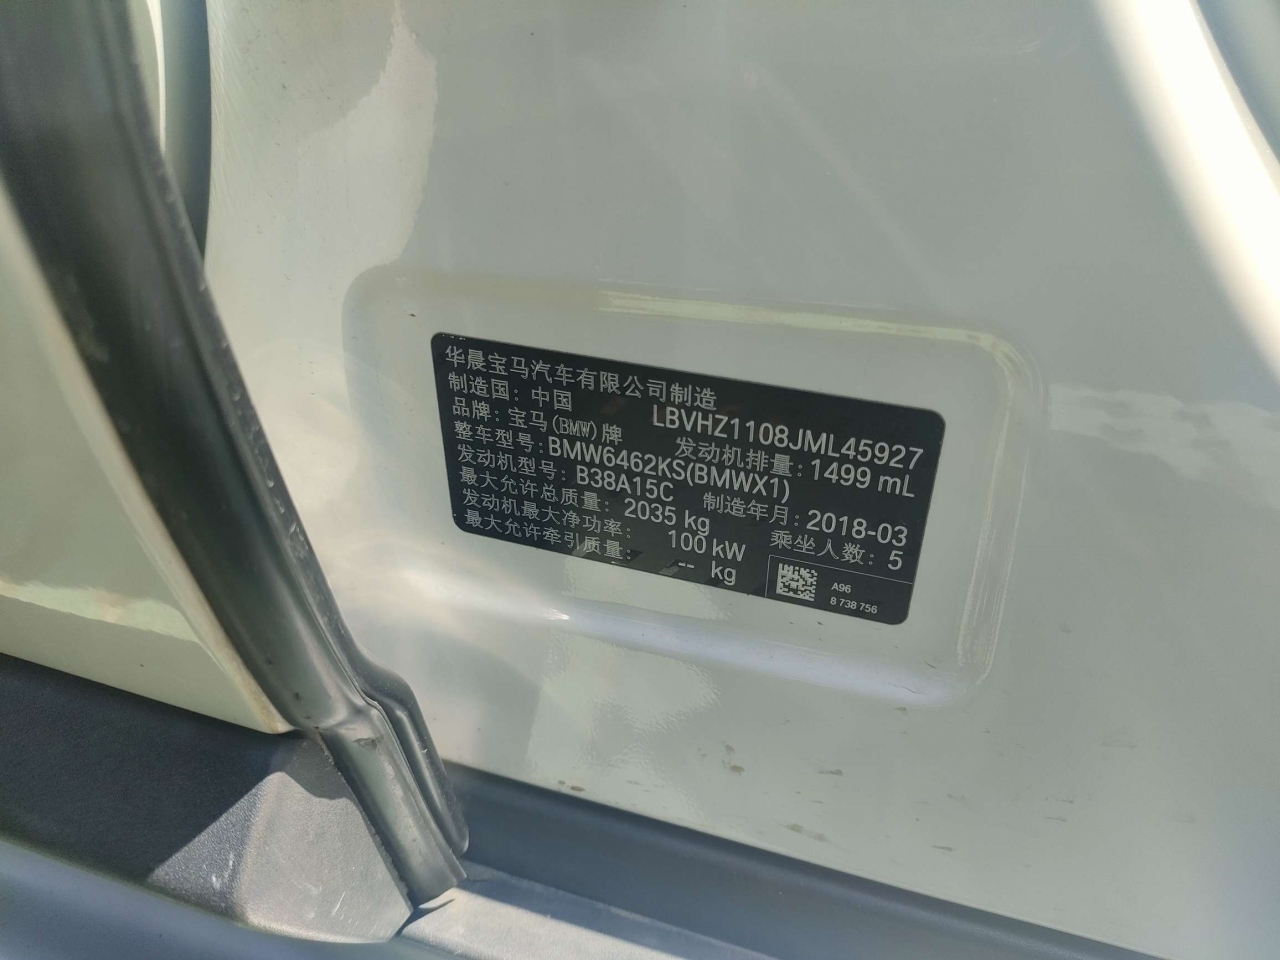 华晨宝马汽车有限公司制造
制造国：中国 LBVHZ1108JML45927
品牌：宝马(BMW)牌 发动机排量：1499 mL
整车型号：BMW6462KS(BMWX1)
发动机型号：B38A15C 制造年月：2018-03
最大允许总质量：2035 kg 乘坐人数：5
发动机最大净功率：100 kW
最大允许牵引质量：-- kg
A96
8 738 756